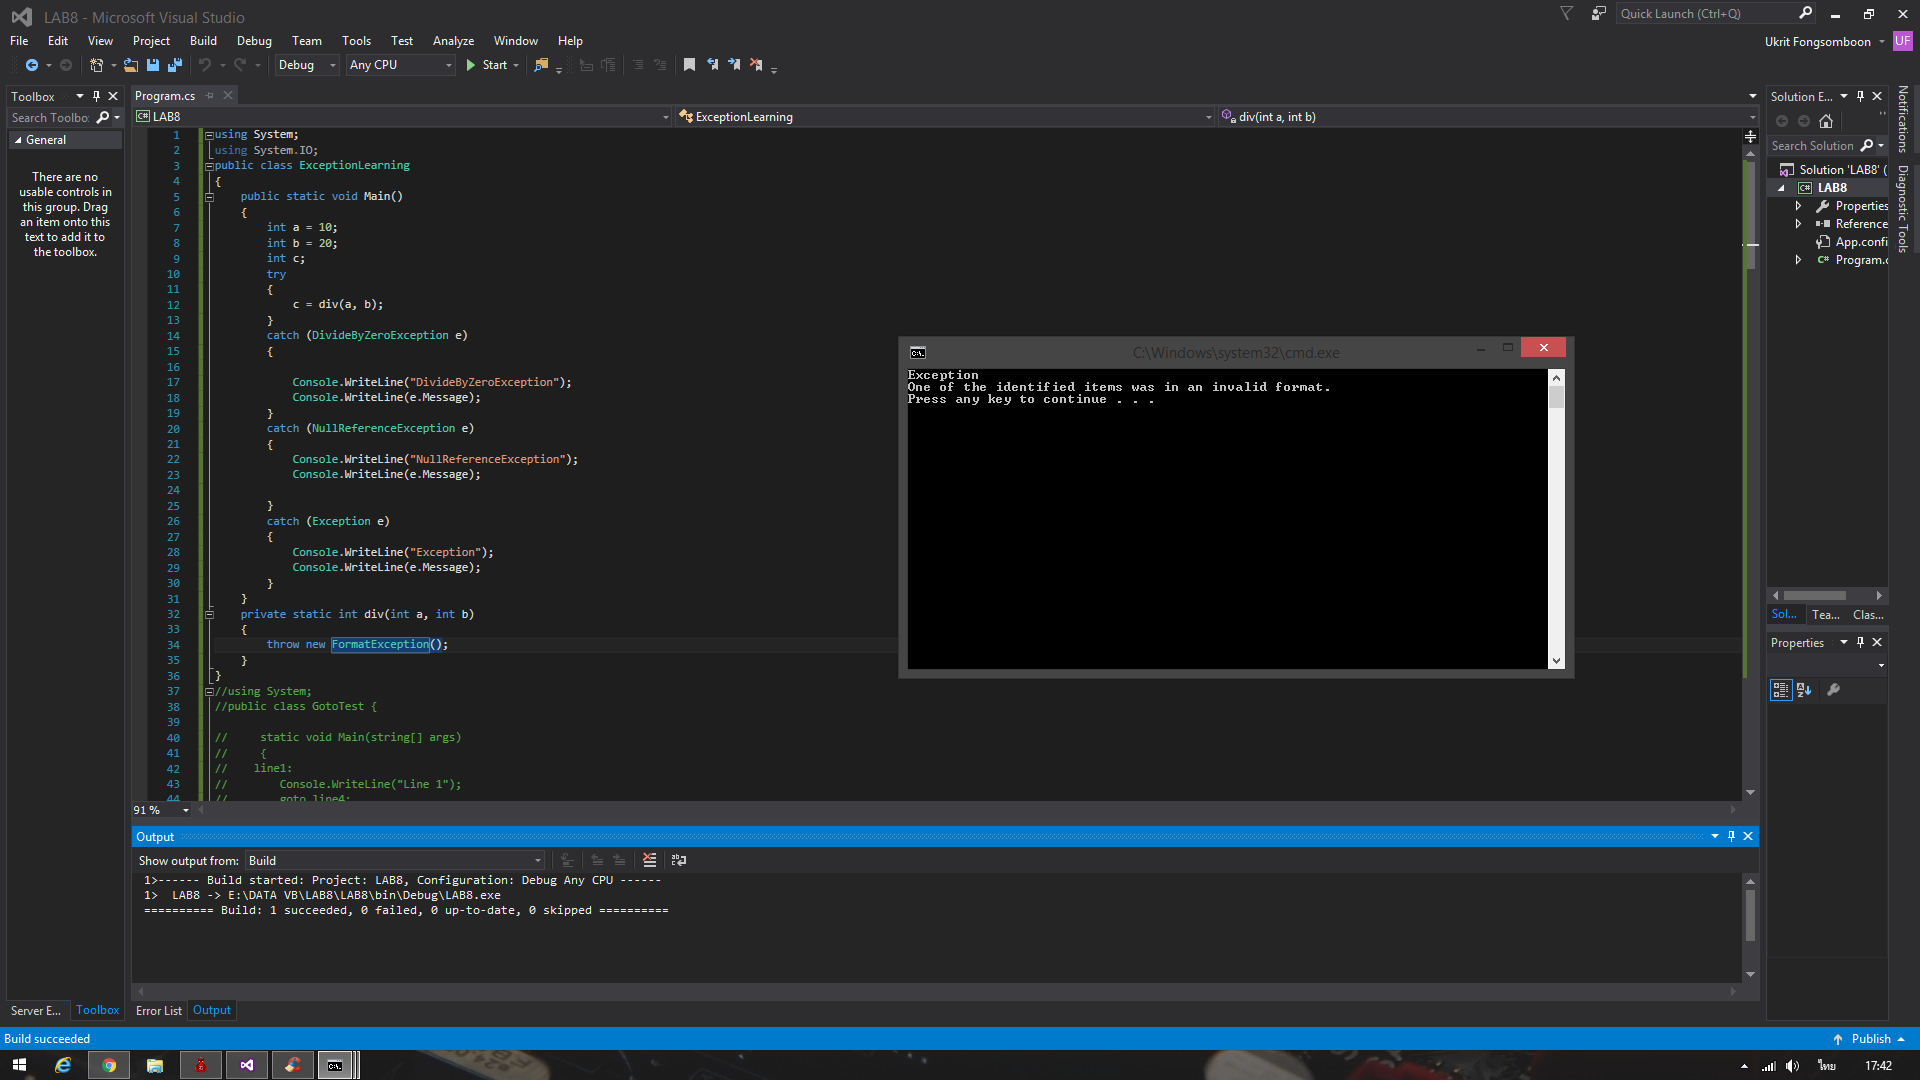 LAB8 - Microsoft Visual Studio
Quick Launch (Ctrl+Q)
File Edit View Project Build Debug Team Tools Test Analyze Window Help
Ukrit Fongsomboon UF
Debug Any CPU Start
Toolbox
Search Toolbo
General
There are no
usable controls in
this group. Drag
an item onto this
text to add it to
the toolbox.
Program.cs
LAB8 ExceptionLearning div(int a, int b)
1 using System;
2 using System.IO;
3 public class ExceptionLearning
4 {
5 public static void Main()
6 {
7 int a = 10;
8 int b = 20;
9 int c;
10 try
11 {
12 c = div(a, b);
13 }
14 catch (DivideByZeroException e)
15 {
16
17 Console.WriteLine("DivideByZeroException");
18 Console.WriteLine(e.Message);
19 }
20 catch (NullReferenceException e)
21 {
22 Console.WriteLine("NullReferenceException");
23 Console.WriteLine(e.Message);
24
25 }
26 catch (Exception e)
27 {
28 Console.WriteLine("Exception");
29 Console.WriteLine(e.Message);
30 }
31 }
32 private static int div(int a, int b)
33 {
34 throw new FormatException();
35 }
36 }
37 //using System;
38 //public class GotoTest {
39
40 // static void Main(string[] args)
41 // {
42 // line1:
43 // Console.WriteLine("Line 1");
44 // goto line4;
91 %
C:\Windows\system32\cmd.exe
Exception
One of the identified items was in an invalid format.
Press any key to continue . . .
Solution E...
Search Solution
Solution 'LAB8' (
LAB8
Properties
Reference
App.confi
Program.c
Sol... Tea... Clas...
Properties
Notifications
Diagnostic Tools
Output
Show output from: Build
1>------ Build started: Project: LAB8, Configuration: Debug Any CPU ------
1> LAB8 -> E:\DATA VB\LAB8\LAB8\bin\Debug\LAB8.exe
========== Build: 1 succeeded, 0 failed, 0 up-to-date, 0 skipped ==========
Server E... Toolbox Error List Output
Build succeeded
Publish
ไทย 17:42